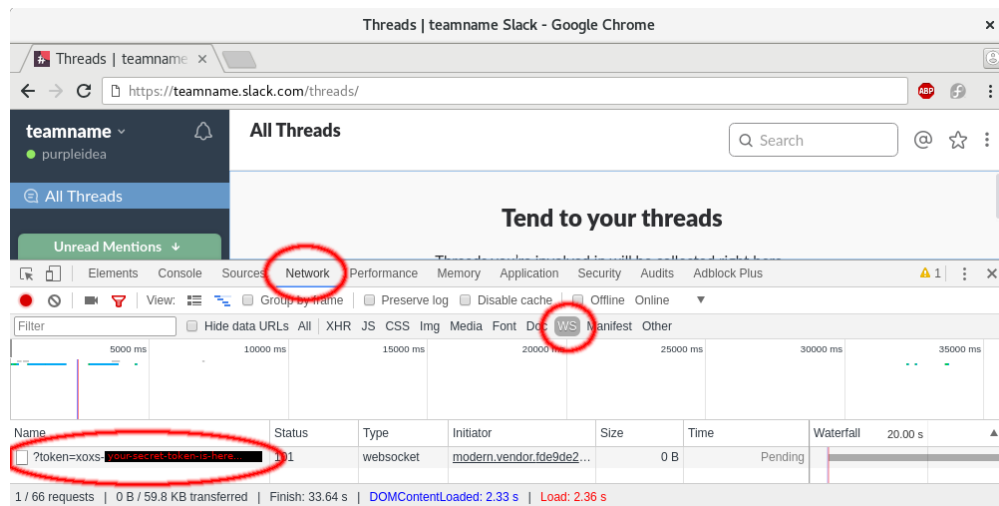 Threads | teamname Slack - Google Chrome
Threads | teamname
https://teamname.slack.com/threads/
ABP
teamname
purpleidea
All Threads
Search
All Threads
Tend to your threads
Unread Mentions
Elements Console Sources Network Performance Memory Application Security Audits Adblock Plus 1
View: Group by frame Preserve log Disable cache Offline Online
Filter Hide data URLs All XHR JS CSS Img Media Font Doc WS Manifest Other
5000 ms 10000 ms 15000 ms 20000 ms 25000 ms 30000 ms 35000 ms
Name Status Type Initiator Size Time Waterfall 20.00 s
?token=xoxs-your-secret-token-is-here... 101 websocket modern.vendor.fde9de2... 0 B Pending
1 / 66 requests | 0 B / 59.8 KB transferred | Finish: 33.64 s | DOMContentLoaded: 2.33 s | Load: 2.36 s